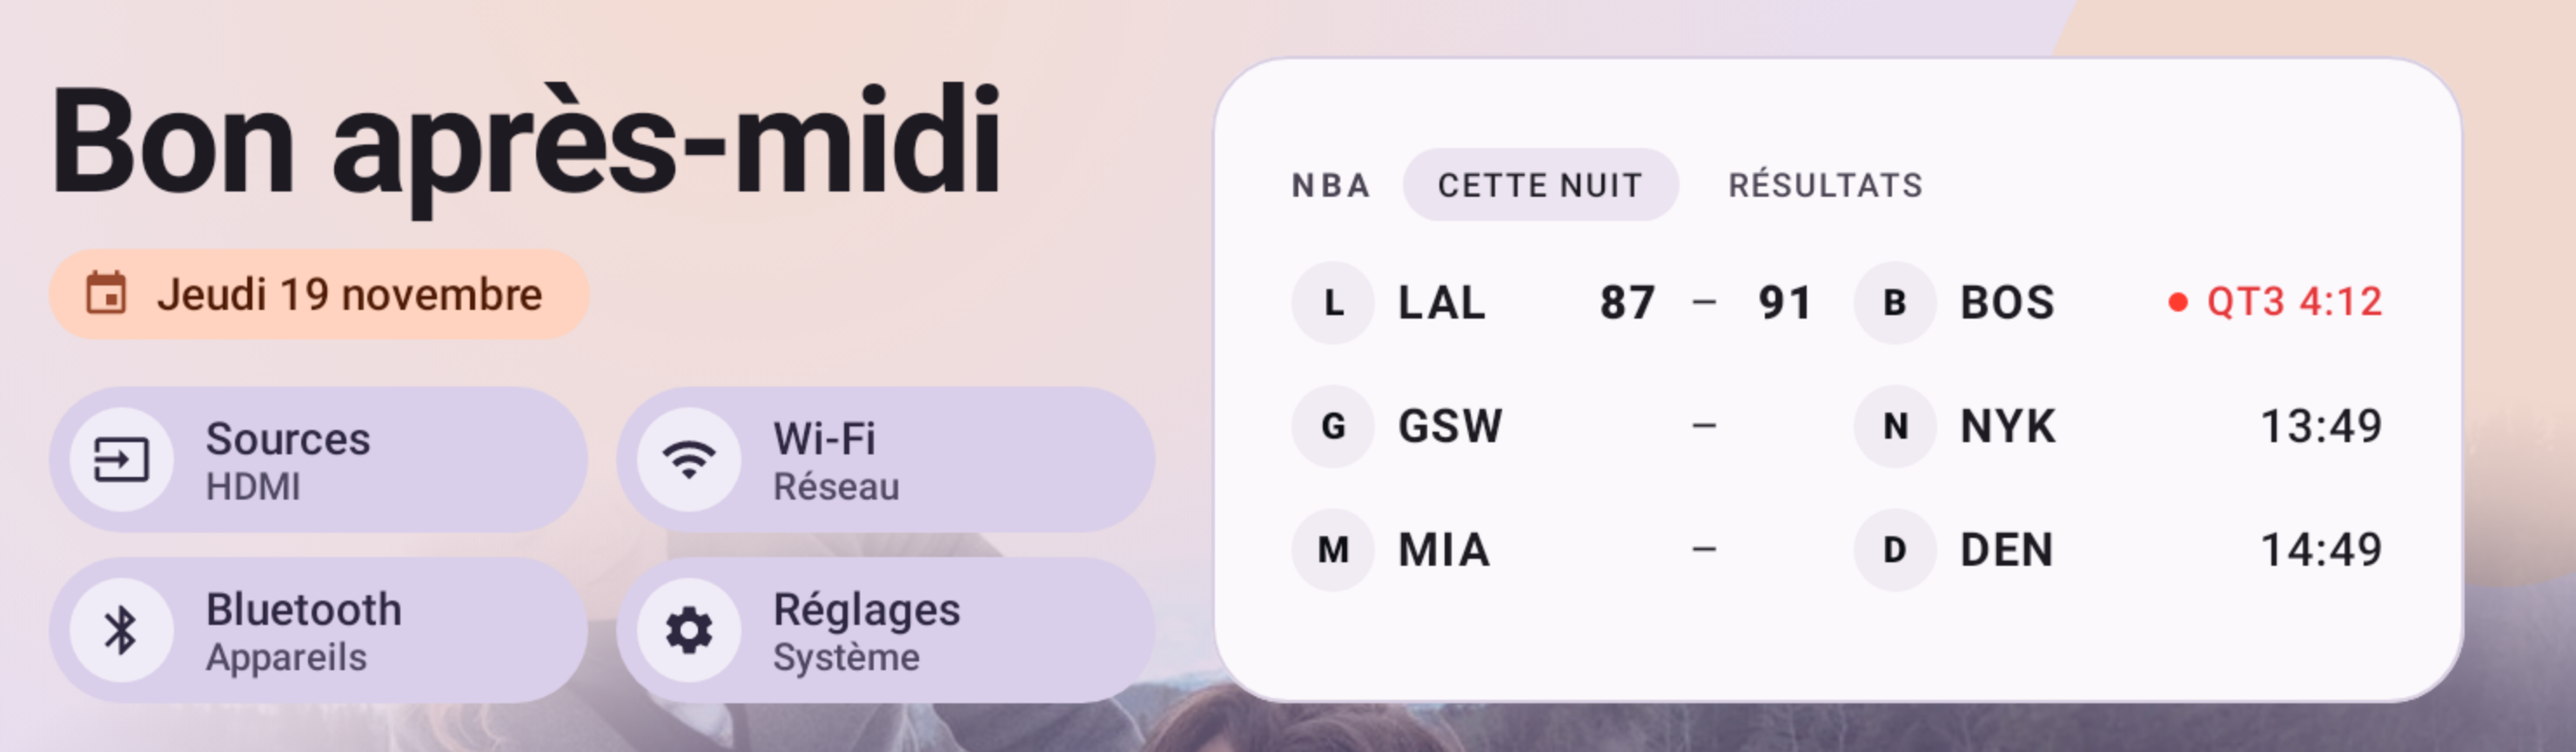 Bon après-midi
Jeudi 19 novembre
Sources
HDMI
Wi-Fi
Réseau
Bluetooth
Appareils
Réglages
Système
NBA CETTE NUIT RÉSULTATS
L LAL 87 – 91 B BOS QT3 4:12
G GSW – N NYK 13:49
M MIA – D DEN 14:49